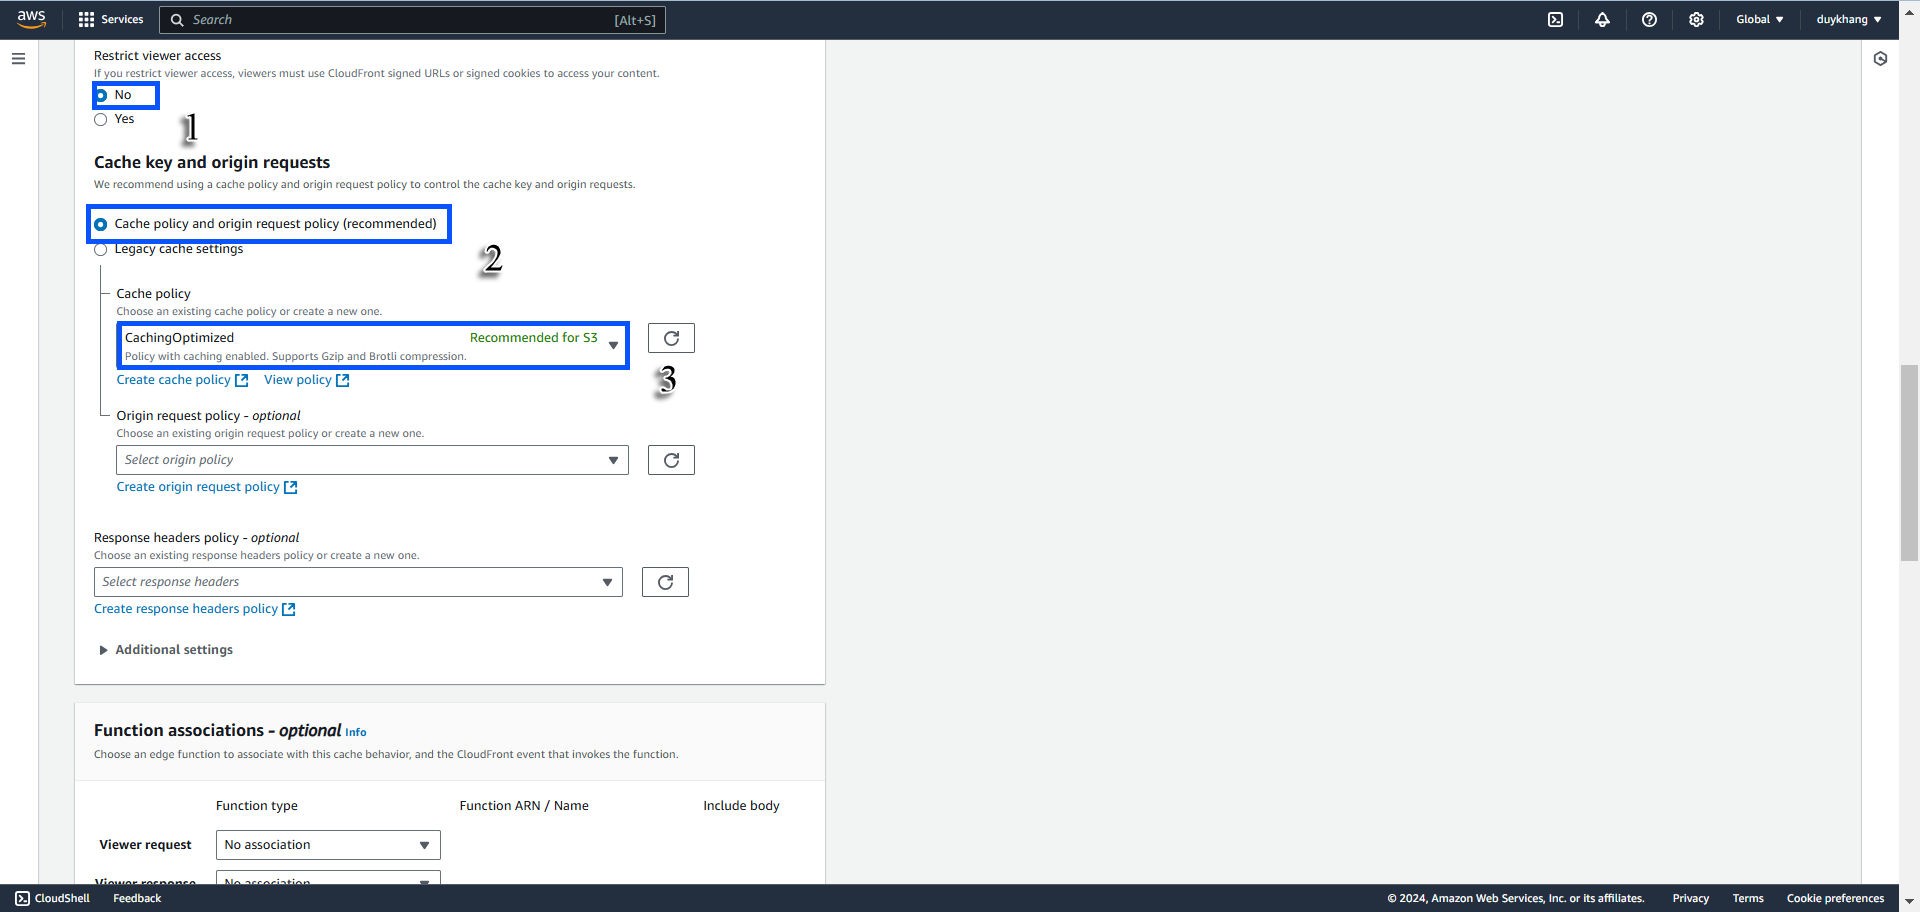 aws Services Search [Alt+S] Global duykhang
Restrict viewer access
If you restrict viewer access, viewers must use CloudFront signed URLs or signed cookies to access your content.
No
Yes
1
Cache key and origin requests
We recommend using a cache policy and origin request policy to control the cache key and origin requests.
Cache policy and origin request policy (recommended)
Legacy cache settings
2
Cache policy
Choose an existing cache policy or create a new one.
CachingOptimized Recommended for S3
Policy with caching enabled. Supports Gzip and Brotli compression.
Create cache policy View policy
3
Origin request policy - optional
Choose an existing origin request policy or create a new one.
Select origin policy
Create origin request policy
Response headers policy - optional
Choose an existing response headers policy or create a new one.
Select response headers
Create response headers policy
Additional settings
Function associations - optional Info
Choose an edge function to associate with this cache behavior, and the CloudFront event that invokes the function.
Function type Function ARN / Name Include body
Viewer request No association
Viewer response No association
CloudShell Feedback © 2024, Amazon Web Services, Inc. or its affiliates. Privacy Terms Cookie preferences